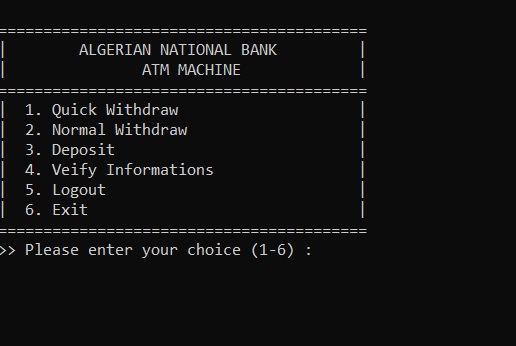 =========================================
|        ALGERIAN NATIONAL BANK         |
|               ATM MACHINE             |
=========================================
|  1. Quick Withdraw                    |
|  2. Normal Withdraw                   |
|  3. Deposit                           |
|  4. Veify Informations                |
|  5. Logout                            |
|  6. Exit                              |
=========================================
>> Please enter your choice (1-6) :